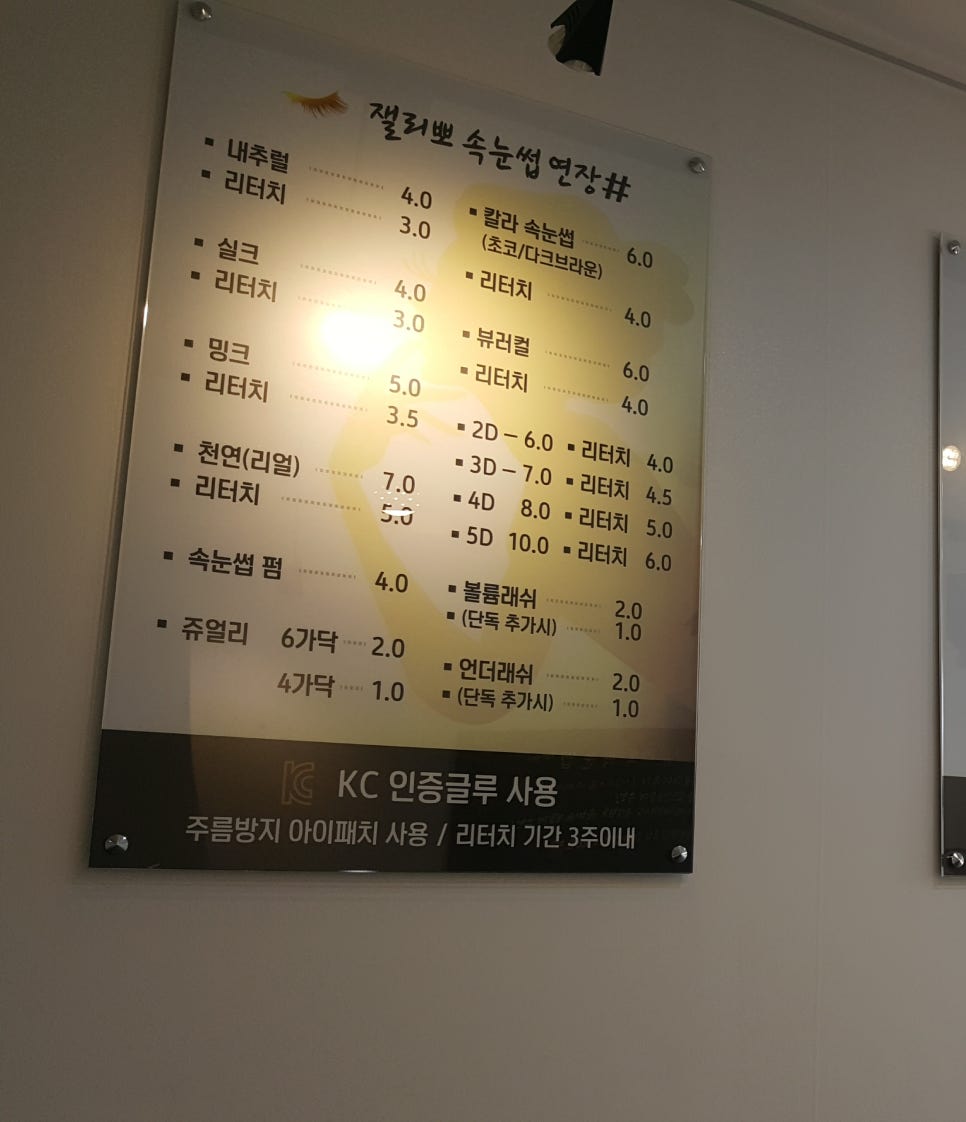 잴리뽀 속눈썹 연장#
▪ 내추럴 4.0
▪ 리터치 3.0
▪ 실크 4.0
▪ 리터치 3.0
▪ 밍크 5.0
▪ 리터치 3.5
▪ 천연(리얼) 7.0
▪ 리터치 5.0
▪ 속눈썹 펌 4.0
▪ 쥬얼리 6가닥 2.0
4가닥 1.0
▪ 칼라 속눈썹 6.0
(초코/다크브라운)
▪ 리터치 4.0
▪ 뷰러컬 6.0
▪ 리터치 4.0
▪ 2D – 6.0 ▪ 리터치 4.0
▪ 3D – 7.0 ▪ 리터치 4.5
▪ 4D 8.0 ▪ 리터치 5.0
▪ 5D 10.0 ▪ 리터치 6.0
▪ 볼륨래쉬 2.0
▪ (단독 추가시) 1.0
▪ 언더래쉬 2.0
▪ (단독 추가시) 1.0
KC KC 인증글루 사용
주름방지 아이패치 사용 / 리터치 기간 3주이내